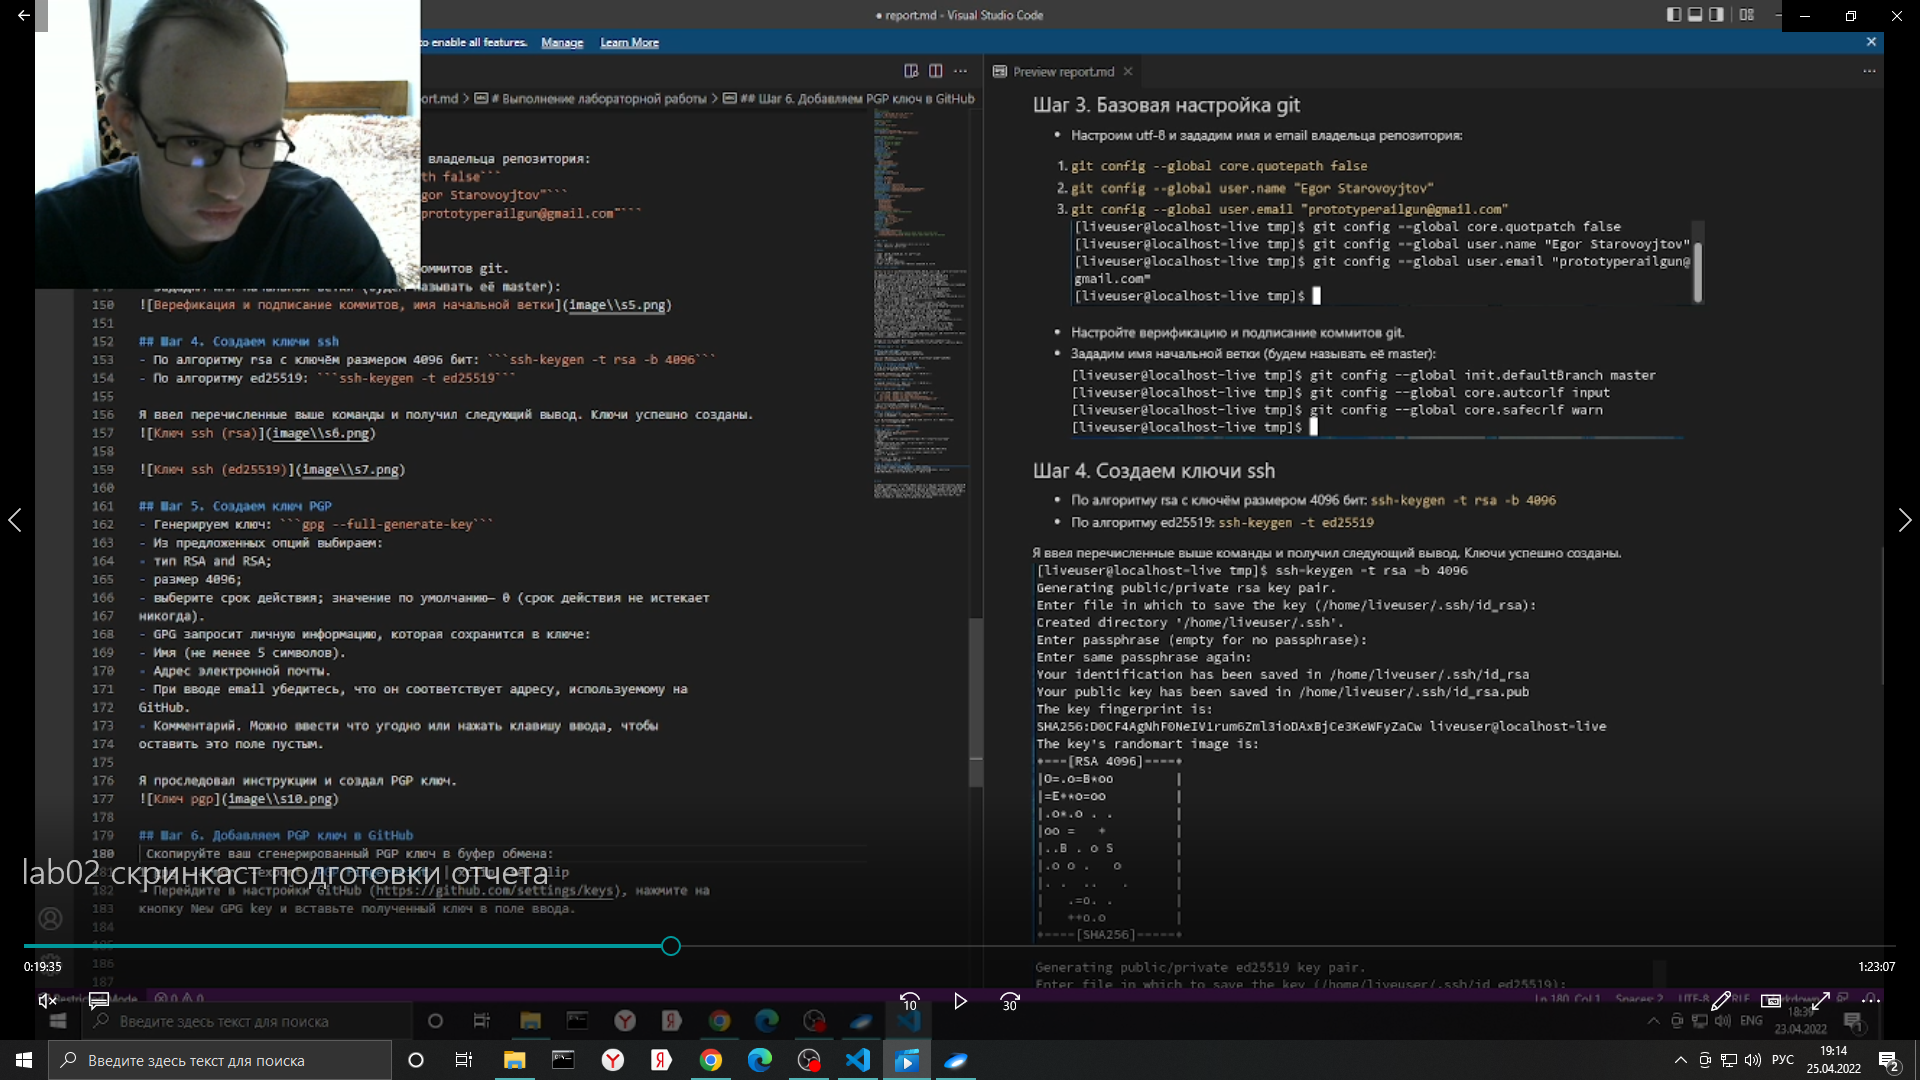 ● report.md - Visual Studio Code
to enable all features. Manage Learn More
ort.md > # Выполнение лабораторной работы > ## Шаг 6. Добавляем PGP ключ в GitHub
владельца репозитория:
th false```
gor Starovoyjtov"```
prototyperailgun@gmail.com"```
оммитов git.
150 ![Верефикация и подписание коммитов, имя начальной ветки](image\\s5.png)
151
152 ## Шаг 4. Создаем ключи ssh
153 - По алгоритму rsa с ключём размером 4096 бит: ```ssh-keygen -t rsa -b 4096```
154 - По алгоритму ed25519: ```ssh-keygen -t ed25519```
155
156 Я ввел перечисленные выше команды и получил следующий вывод. Ключи успешно созданы.
157 ![Ключ ssh (rsa)](image\\s6.png)
158
159 ![Ключ ssh (ed25519)](image\\s7.png)
160
161 ## Шаг 5. Создаем ключ PGP
162 - Генерируем ключ: ```gpg --full-generate-key```
163 - Из предложенных опций выбираем:
164 - тип RSA and RSA;
165 - размер 4096;
166 - выберите срок действия; значение по умолчанию— 0 (срок действия не истекает
167 никогда).
168 - GPG запросит личную информацию, которая сохранится в ключе:
169 - Имя (не менее 5 символов).
170 - Адрес электронной почты.
171 - При вводе email убедитесь, что он соответствует адресу, используемому на
172 GitHub.
173 - Комментарий. Можно ввести что угодно или нажать клавишу ввода, чтобы
174 оставить это поле пустым.
175
176 Я проследовал инструкции и создал PGP ключ.
177 ![Ключ pgp](image\\s10.png)
178
179 ## Шаг 6. Добавляем PGP ключ в GitHub
180 Скопируйте ваш сгенерированный PGP ключ в буфер обмена:
lab02 скринкаст подготовки отчета
182 - Перейдите в настройки GitHub (https://github.com/settings/keys), нажмите на
183 кнопку New GPG key и вставьте полученный ключ в поле ввода.
184
186
187
Preview report.md
Шаг 3. Базовая настройка git
• Настроим utf-8 и зададим имя и email владельца репозитория:
1. git config --global core.quotepath false
2. git config --global user.name "Egor Starovoyjtov"
3. git config --global user.email "prototyperailgun@gmail.com"
[liveuser@localhost-live tmp]$ git config --global core.quotpatch false
[liveuser@localhost-live tmp]$ git config --global user.name "Egor Starovoyjtov"
[liveuser@localhost-live tmp]$ git config --global user.email "prototyperailgun@
gmail.com"
[liveuser@localhost-live tmp]$
• Настройте верификацию и подписание коммитов git.
• Зададим имя начальной ветки (будем называть её master):
[liveuser@localhost-live tmp]$ git config --global init.defaultBranch master
[liveuser@localhost-live tmp]$ git config --global core.autcorlf input
[liveuser@localhost-live tmp]$ git config --global core.safecrlf warn
[liveuser@localhost-live tmp]$
Шаг 4. Создаем ключи ssh
• По алгоритму rsa с ключём размером 4096 бит: ssh-keygen -t rsa -b 4096
• По алгоритму ed25519: ssh-keygen -t ed25519
Я ввел перечисленные выше команды и получил следующий вывод. Ключи успешно созданы.
[liveuser@localhost-live tmp]$ ssh-keygen -t rsa -b 4096
Generating public/private rsa key pair.
Enter file in which to save the key (/home/liveuser/.ssh/id_rsa):
Created directory '/home/liveuser/.ssh'.
Enter passphrase (empty for no passphrase):
Enter same passphrase again:
Your identification has been saved in /home/liveuser/.ssh/id_rsa
Your public key has been saved in /home/liveuser/.ssh/id_rsa.pub
The key fingerprint is:
SHA256:D0CF4AgNhF0NeIV1rum6Zml3ioDAxBjCe3KeWFyZaCw liveuser@localhost-live
The key's randomart image is:
+---[RSA 4096]----+
|O=.o=B*oo        |
|=E**o=oo         |
|.o*.o . .        |
|oo =   +         |
|..B . o S        |
|.o o .   o       |
|. .  ..    .     |
|   .=o. .        |
|   ++o.o         |
+----[SHA256]-----+
Generating public/private ed25519 key pair.
Enter file in which to save the key (/home/liveuser/.ssh/id_ed25519):
0:19:35
1:23:07
10
30
Введите здесь текст для поиска
ENG
18:39
23.04.2022
1
Введите здесь текст для поиска
РУС
19:14
25.04.2022
2